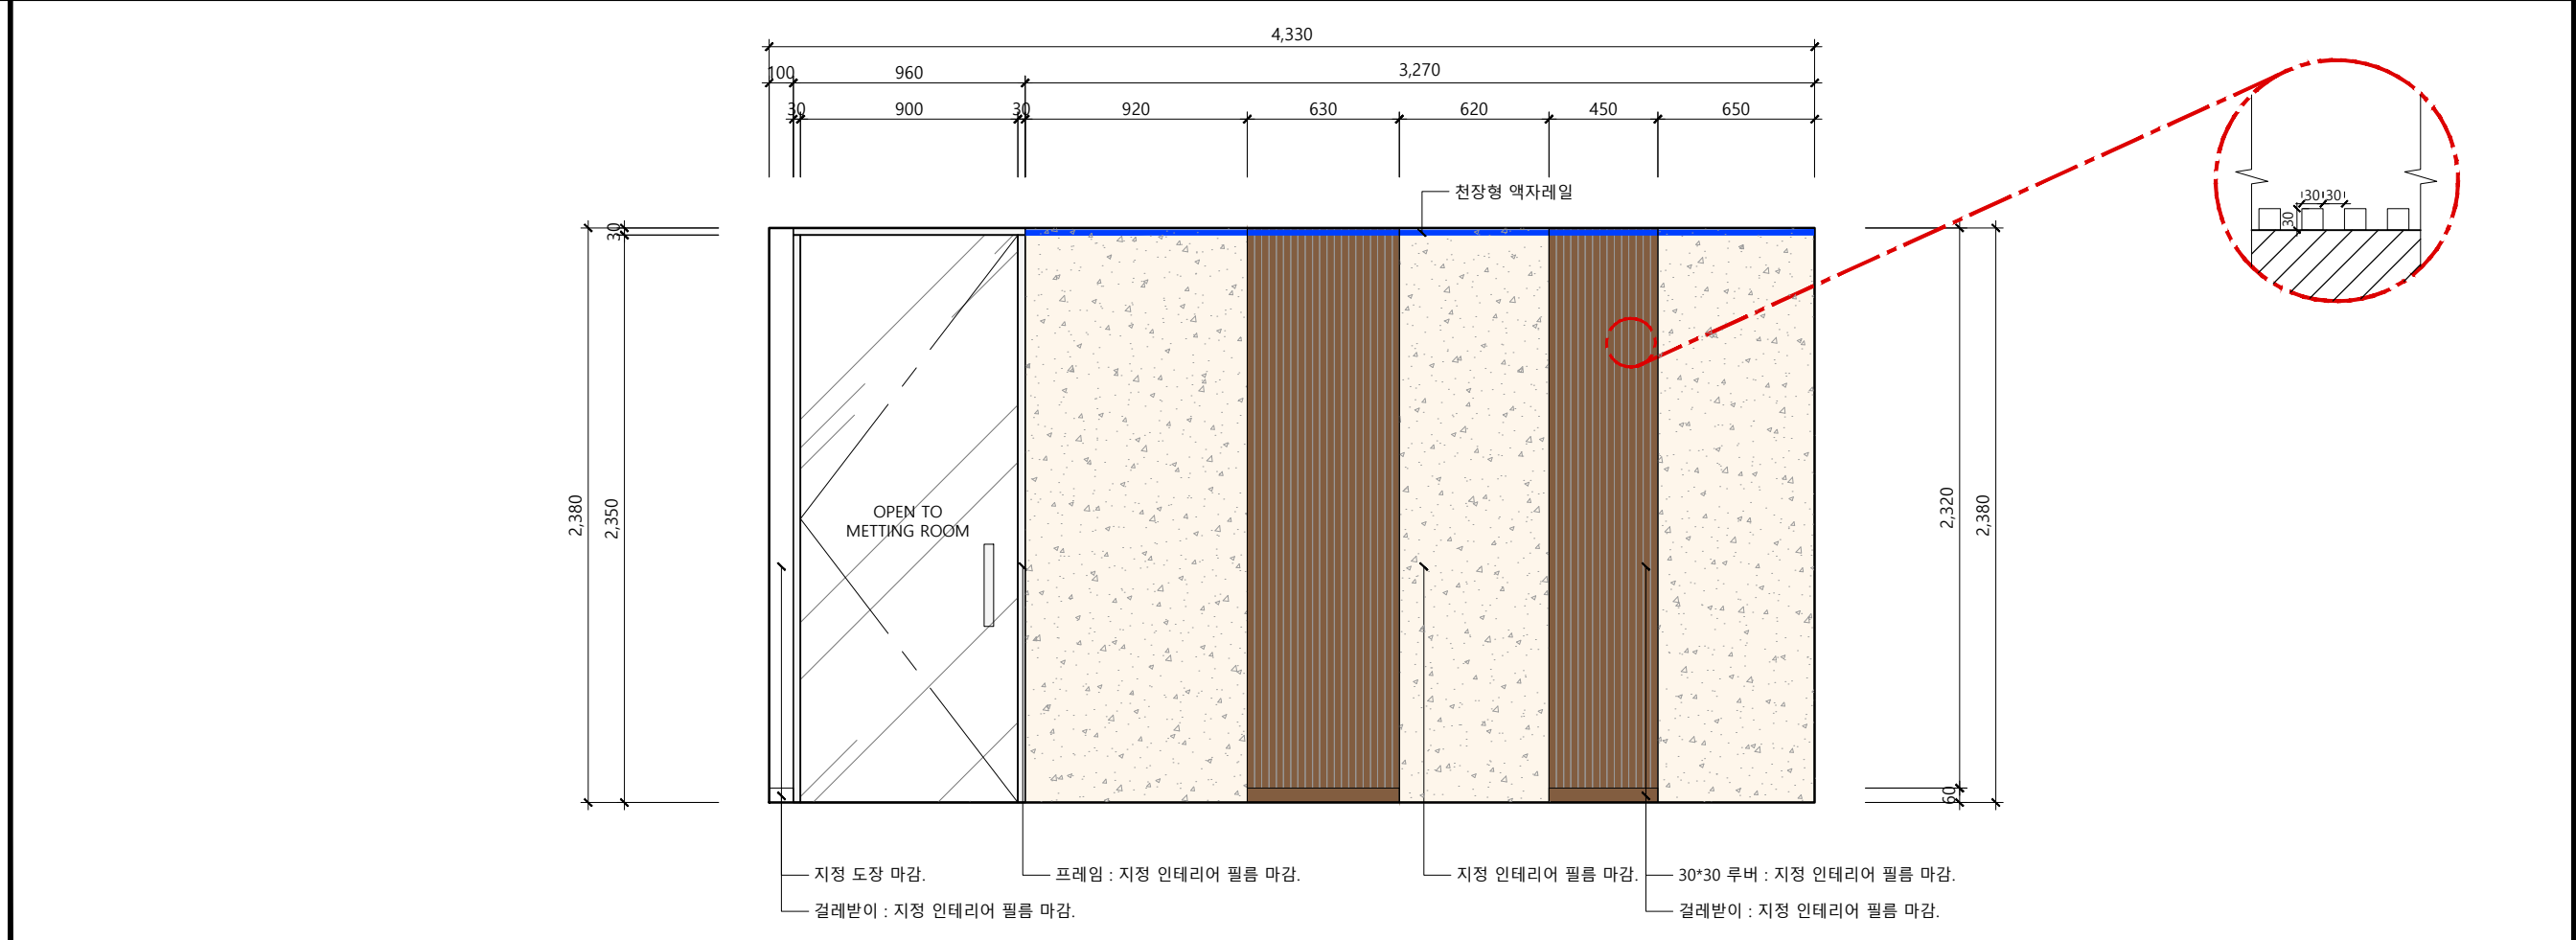 4,330
100
960
3,270
30
900
30
920
630
620
450
650
천장형 액자레일
30
30
30
30
2,380
2,350
OPEN TO
METTING ROOM
2,320
2,380
60
지정 도장 마감.
프레임 : 지정 인테리어 필름 마감.
지정 인테리어 필름 마감.
30*30 루버 : 지정 인테리어 필름 마감.
걸레받이 : 지정 인테리어 필름 마감.
걸레받이 : 지정 인테리어 필름 마감.